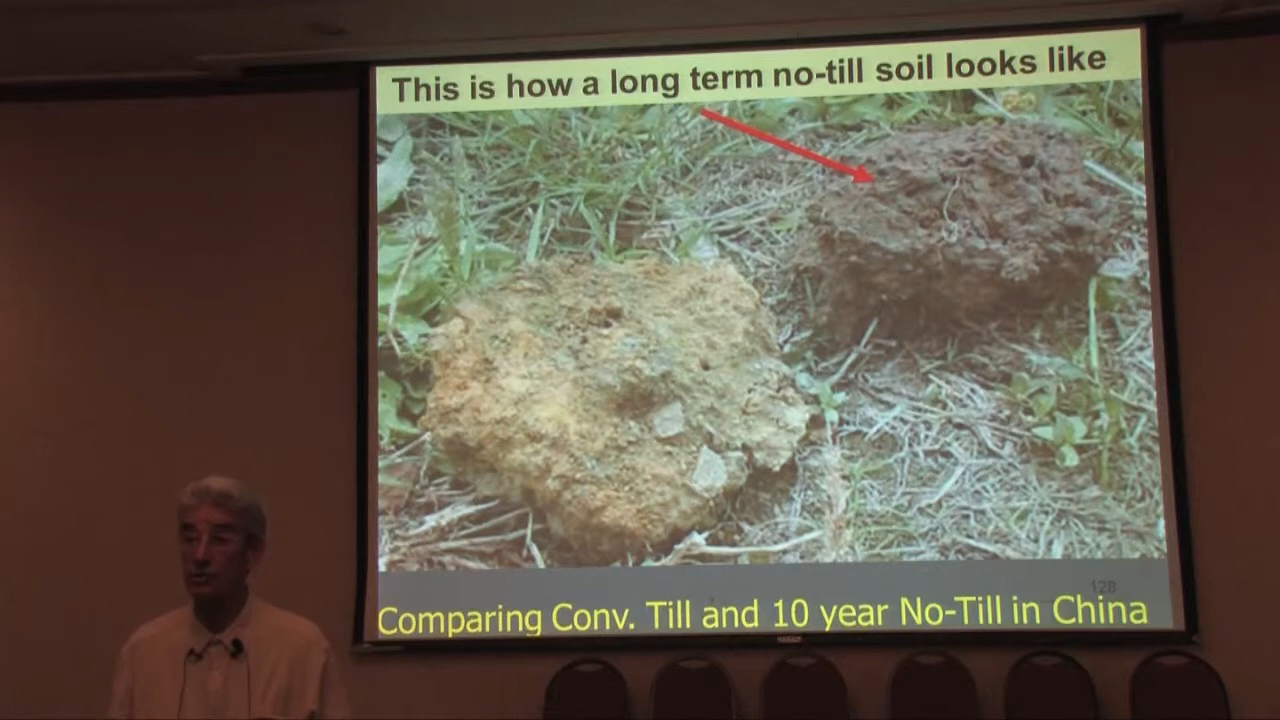 This is how a long term no-till soil looks like
128
Comparing Conv. Till and 10 year No-Till in China